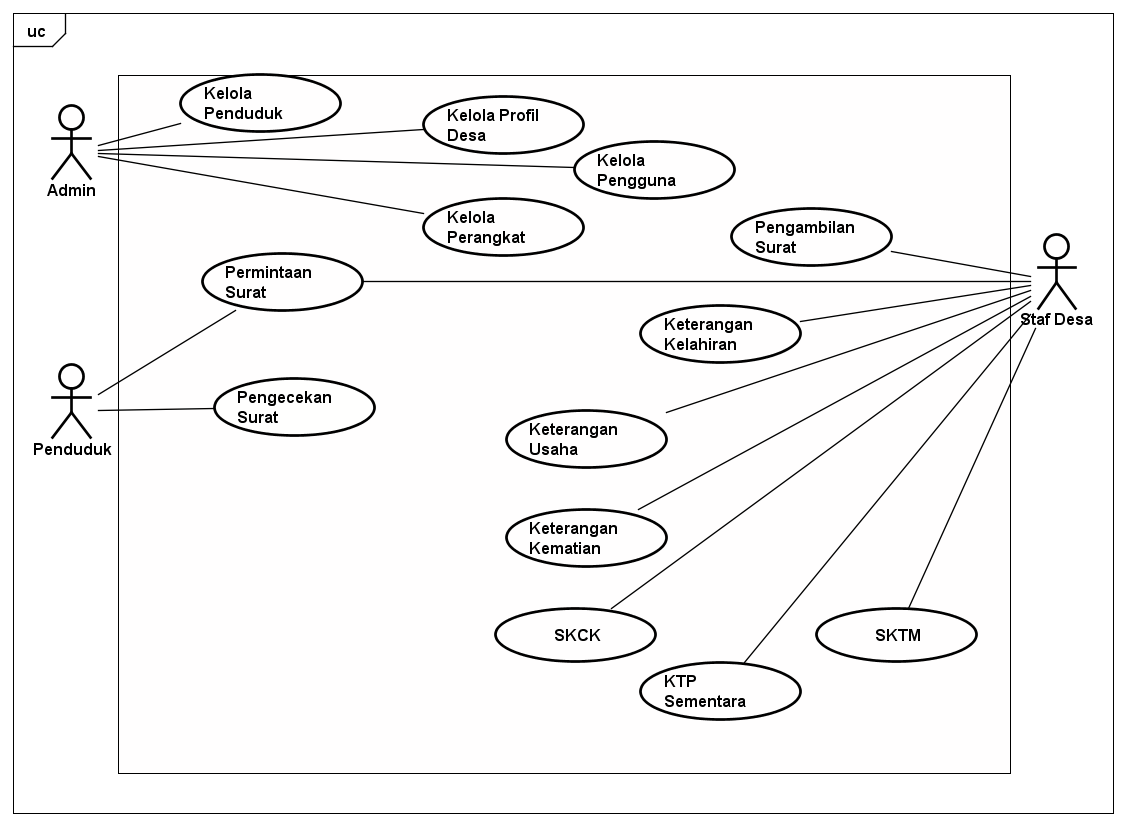 uc
Kelola
Penduduk
Kelola Profil
Desa
Admin
Kelola
Pengguna
Kelola
Perangkat
Pengambilan
Surat
Permintaan
Surat
Staf Desa
Keterangan
Kelahiran
Penduduk
Pengecekan
Surat
Keterangan
Usaha
Keterangan
Kematian
SKCK
SKTM
KTP
Sementara